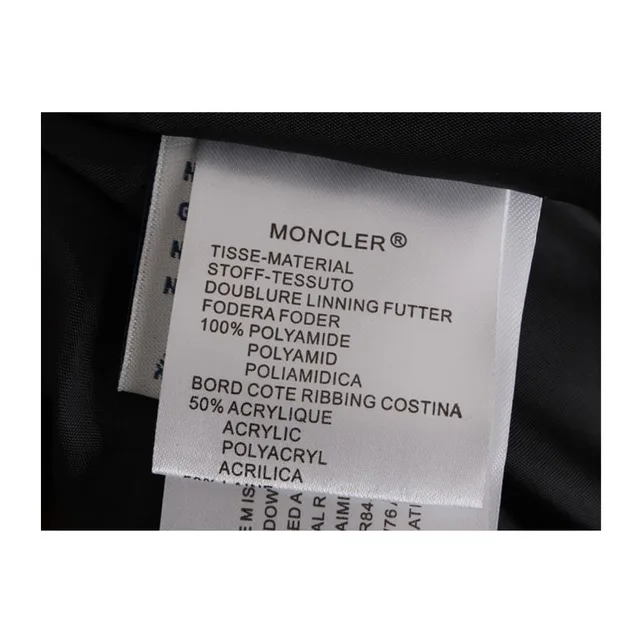 MONCLER®
TISSE-MATERIAL
STOFF-TESSUTO
DOUBLURE LINNING FUTTER
FODERA FODER
100% POLYAMIDE
POLYAMID
POLIAMIDICA
BORD COTE RIBBING COSTINA
50% ACRYLIQUE
ACRYLIC
POLYACRYL
ACRILICA